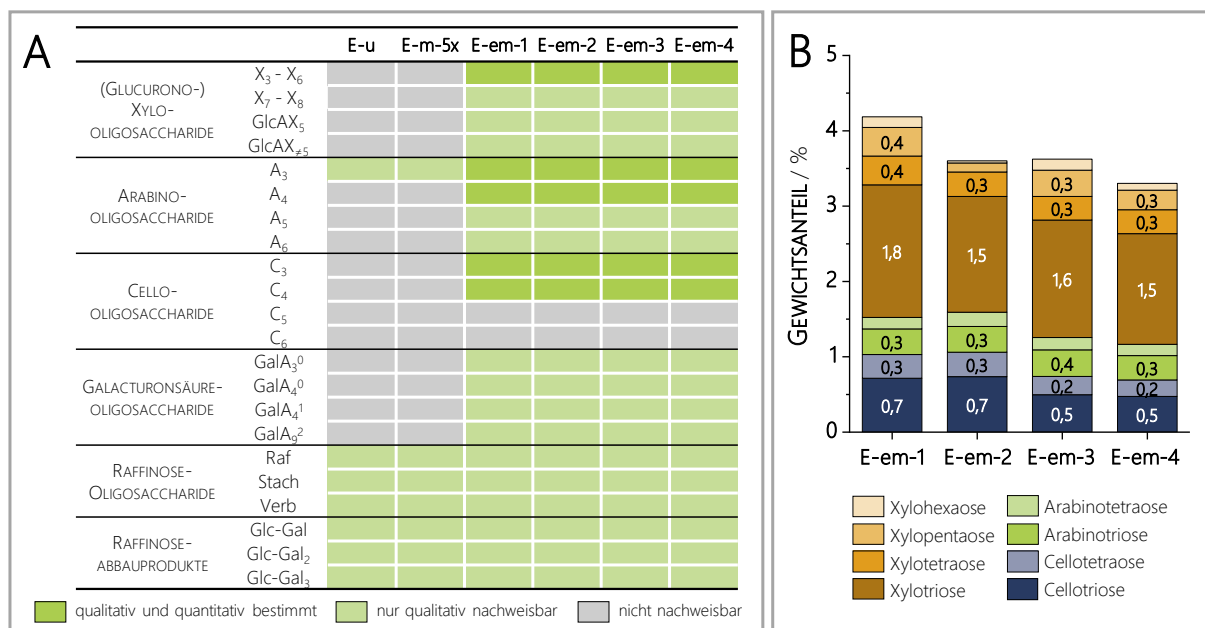 A
E-u E-m-5x E-em-1 E-em-2 E-em-3 E-em-4
(Glucurono-)
Xylo-
oligosaccharide
X3 - X6
X7 - X8
GlcAX5
GlcAX≠5
Arabino-
oligosaccharide
A3
A4
A5
A6
Cello-
oligosaccharide
C3
C4
C5
C6
Galacturonsäure-
oligosaccharide
GalA3⁰
GalA4⁰
GalA4¹
GalA9²
Raffinose-
Oligosaccharide
Raf
Stach
Verb
Raffinose-
abbauprodukte
Glc-Gal
Glc-Gal2
Glc-Gal3
qualitativ und quantitativ bestimmt nur qualitativ nachweisbar nicht nachweisbar
B
Gewichtsanteil / %
5
4
3
2
1
0
0,4
0,4
1,8
0,3
0,3
0,7
0,3
1,5
0,3
0,3
0,7
0,3
0,3
1,6
0,4
0,2
0,5
0,3
0,3
1,5
0,3
0,2
0,5
E-em-1 E-em-2 E-em-3 E-em-4
Xylohexaose Arabinotetraose
Xylopentaose Arabinotriose
Xylotetraose Cellotetraose
Xylotriose Cellotriose